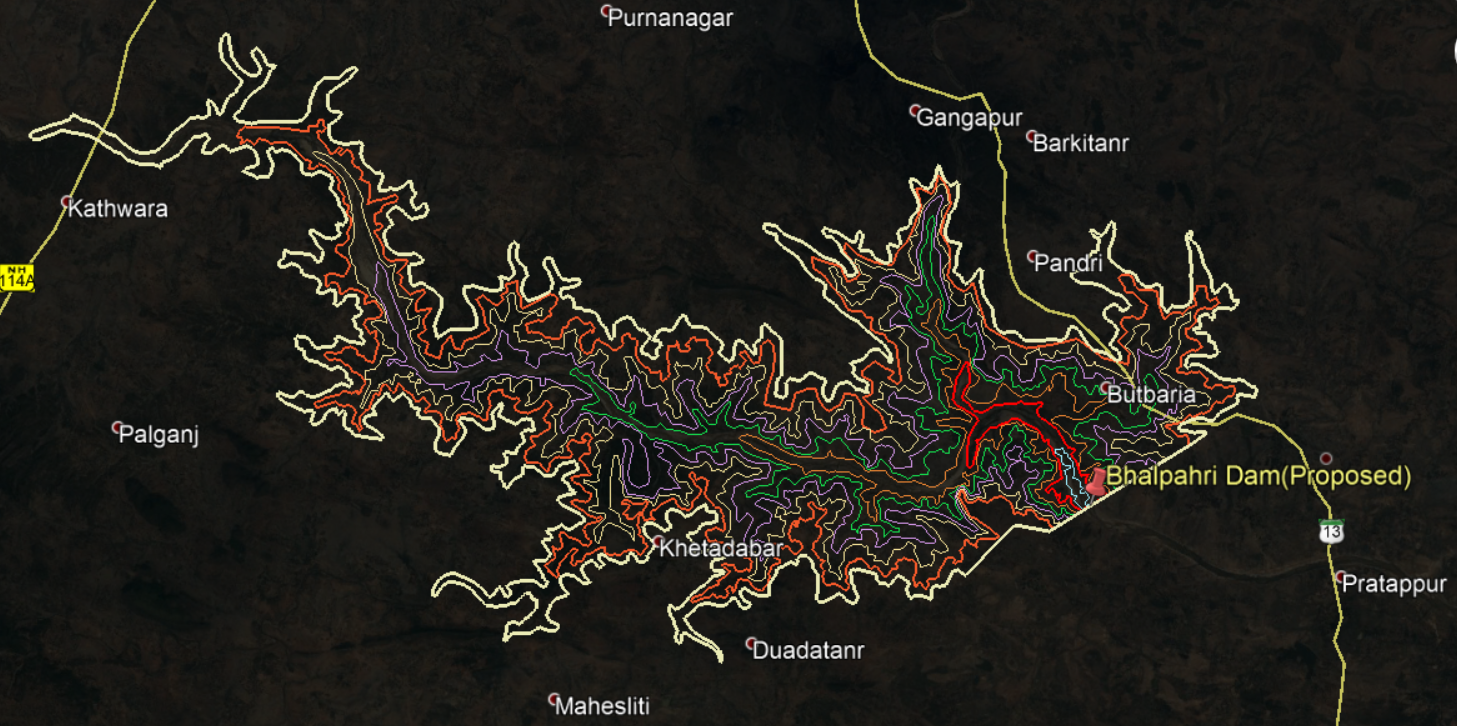 Purnanagar
Gangapur
Barkitanr
Kathwara
Pandri
NH
114A
Butbaria
Palganj
Bhalpahri Dam(Proposed)
13
Khetadabar
Pratappur
Duadatanr
Mahesliti